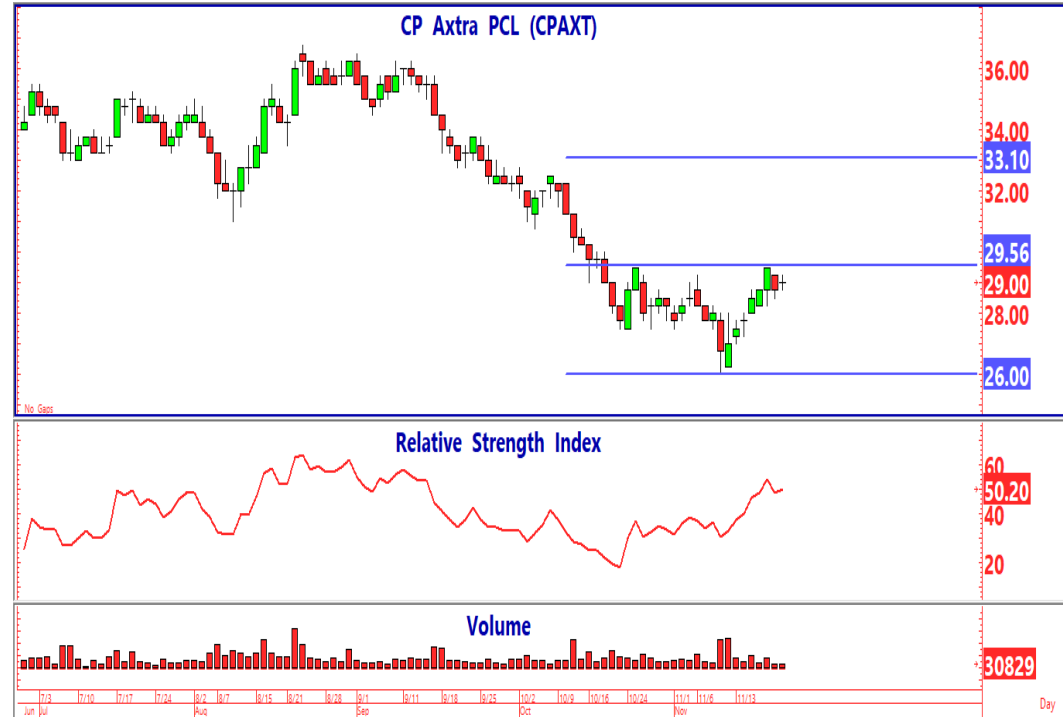 CP Axtra PCL (CPAXT)
36.00
34.00
33.10
32.00
29.56
29.00
28.00
26.00
No Gaps
Relative Strength Index
60
50.20
40
20
Volume
30829
7/3 7/10 7/17 7/24 8/2 8/7 8/15 8/21 8/28 9/1 9/11 9/18 9/25 10/2 10/9 10/16 10/24 11/1 11/6 11/13
Jun Jul Aug Sep Oct Nov Day